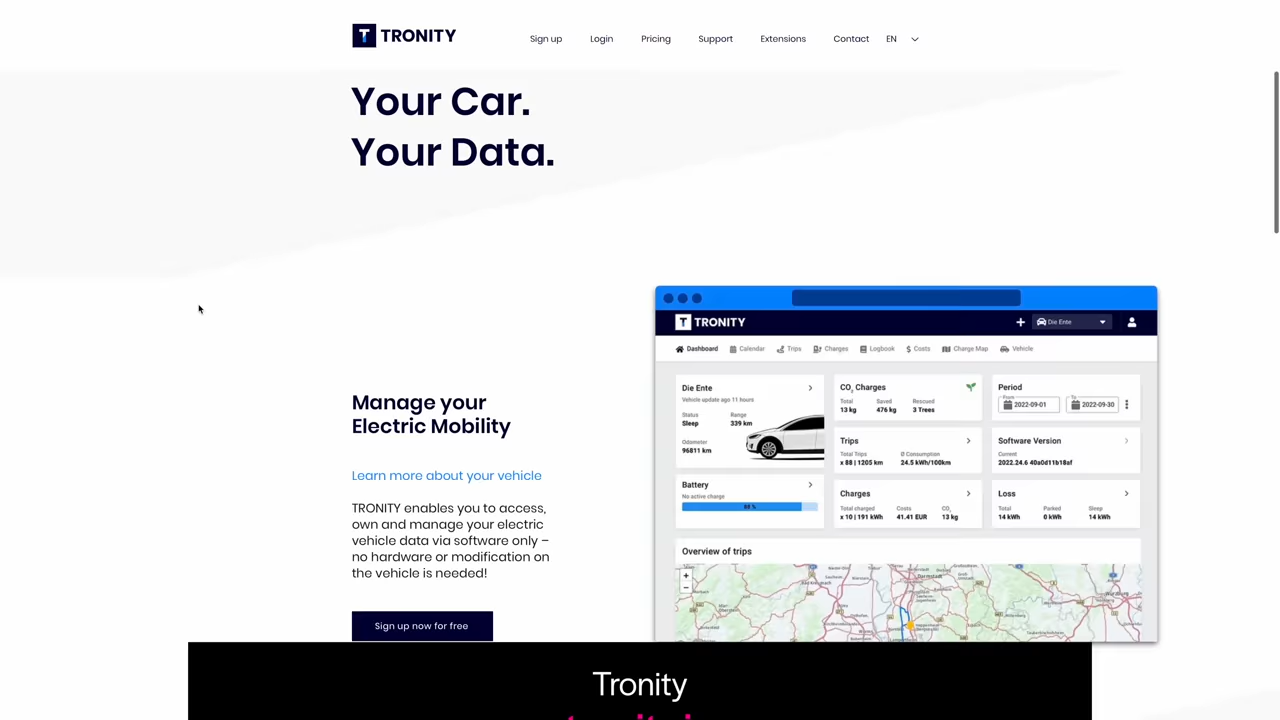 T TRONITY
Sign up Login Pricing Support Extensions Contact EN
Your Car.
Your Data.
Manage your
Electric Mobility
Learn more about your vehicle
TRONITY enables you to access,
own and manage your electric
vehicle data via software only –
no hardware or modification on
the vehicle is needed!
Sign up now for free
T TRONITY
Die Ente
Dashboard Calendar Trips Charges Logbook Costs Charge Map Vehicle
Die Ente
Vehicle update ago 11 hours
Status Range
Sleep 339 km
Odometer
96811 km
Battery
No active charge
CO2 Charges
Total Saved Rescued
13 kg 476 kg 3 Trees
Trips
Total Trips Ø Consumption
x 88 | 1205 km 24.5 kWh/100km
Charges
Total charged Costs CO2
x 10 | 191 kWh 41.41 EUR 13 kg
Period
From To
2022-09-01 2022-09-30
Software Version
Current
2022.24.6 40a0d11b18af
Loss
Total Parked Sleep
14 kWh 0 kWh 14 kWh
Overview of trips
Tronity